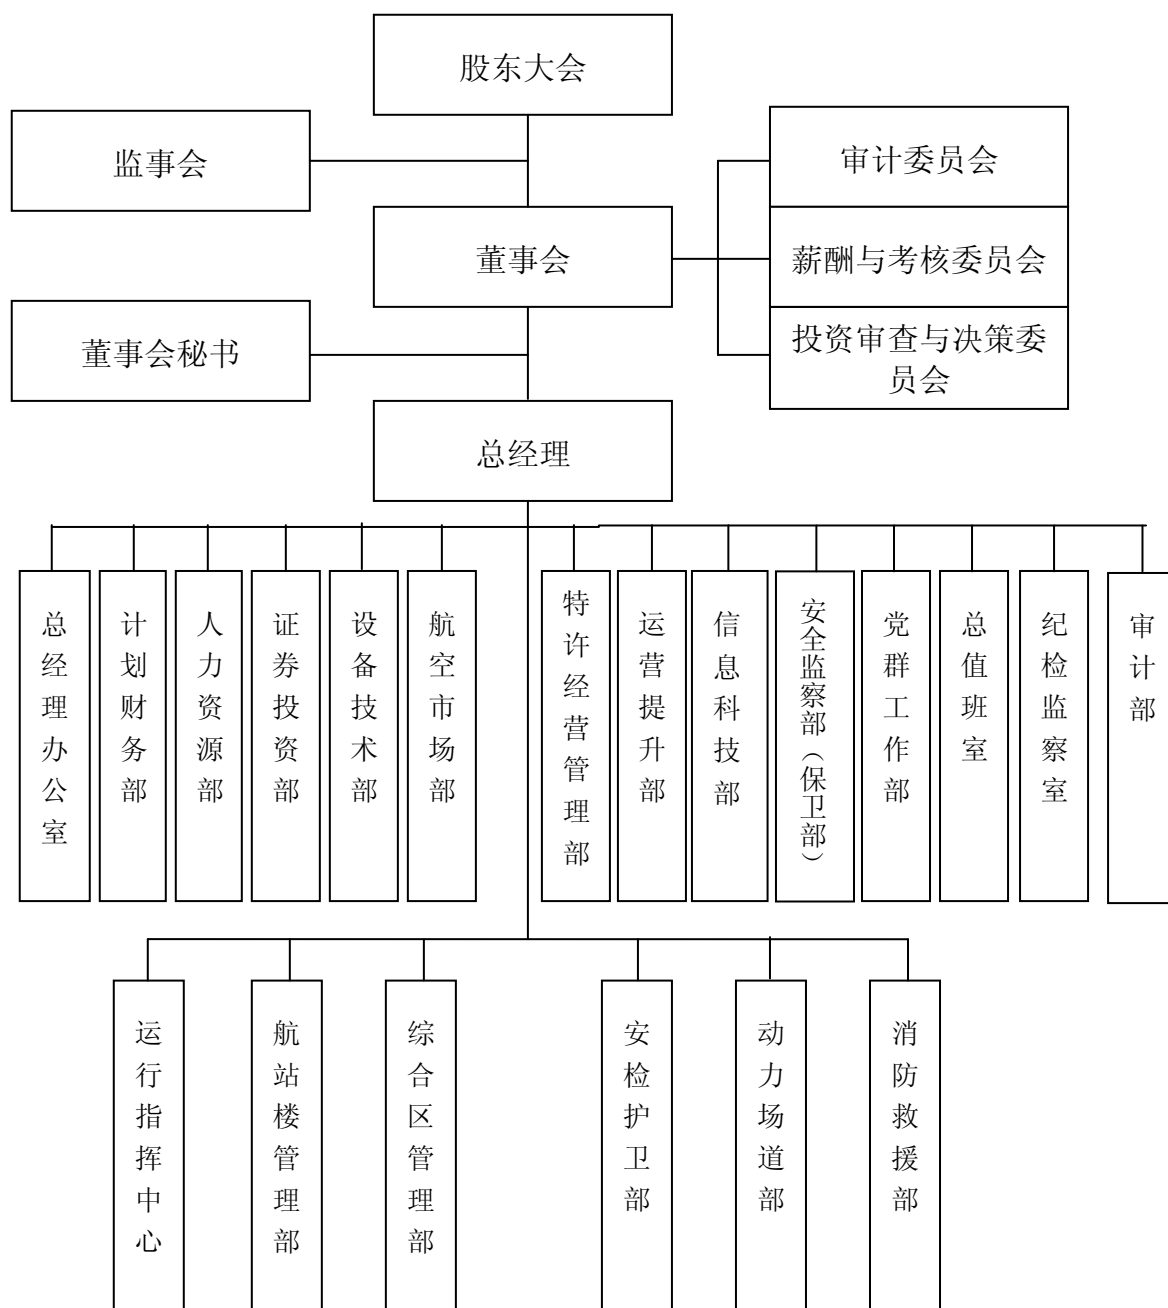 股东大会
监事会
审计委员会
董事会
薪酬与考核委员会
董事会秘书
投资审查与决策委
员会
总经理
总经理办公室
计划财务部
人力资源部
证券投资部
设备技术部
航空市场部
特许经营管理部
运营提升部
信息科技部
安全监察部（保卫部）
党群工作部
总值班室
纪检监察室
审计部
运行指挥中心
航站楼管理部
综合区管理部
安检护卫部
动力场道部
消防救援部